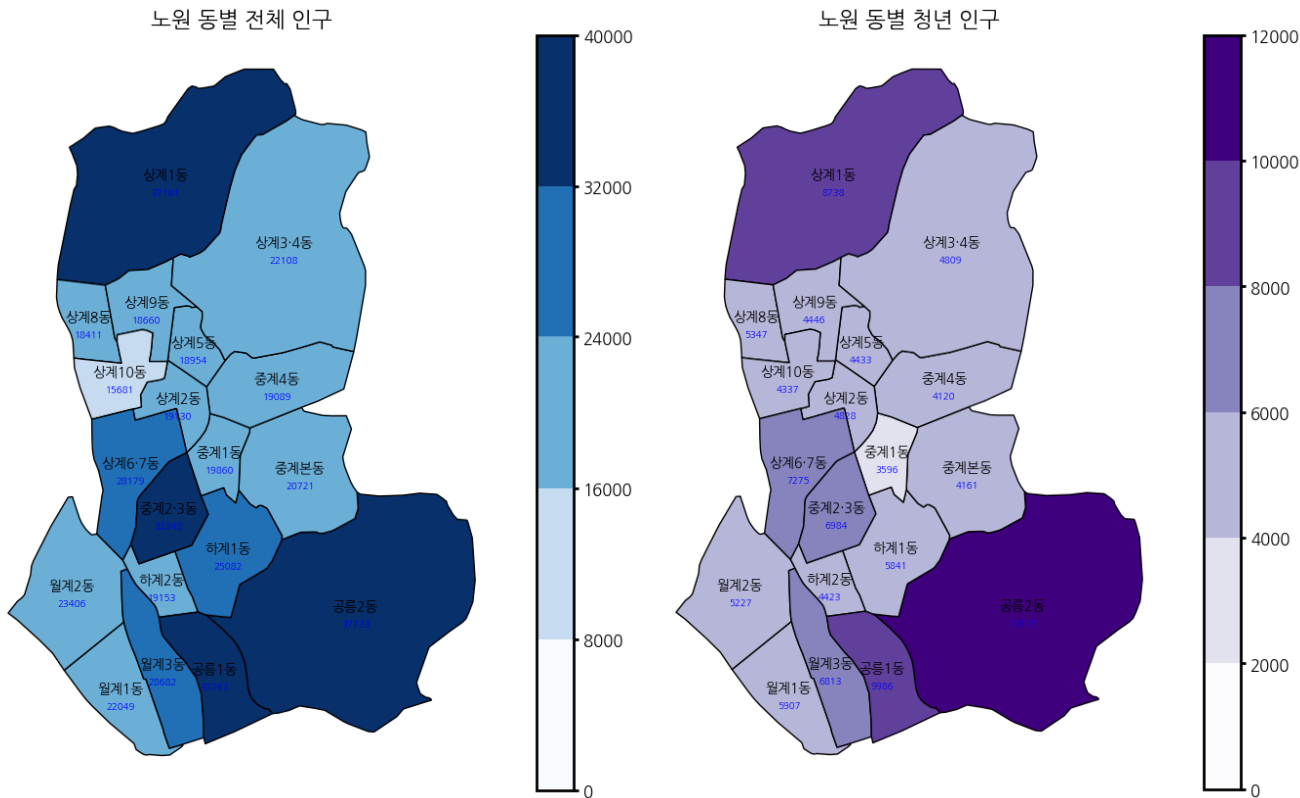 노원 동별 전체 인구
40000
32000
24000
16000
8000
0
상계1동
상계3·4동
22108
상계9동
18660
상계8동
18411
상계5동
18954
상계10동
15681
중계4동
19089
상계2동
19130
중계1동
19860
상계6·7동
28179
중계본동
20721
중계2·3동
하계1동
25082
월계2동
23406
하계2동
19153
공릉2동
월계3동
28682
공릉1동
월계1동
22049
노원 동별 청년 인구
12000
10000
8000
6000
4000
2000
0
상계1동
8738
상계3·4동
4809
상계9동
4446
상계8동
5347
상계5동
4433
상계10동
4337
중계4동
4120
상계2동
4828
중계1동
3596
상계6·7동
7275
중계본동
4161
중계2·3동
6984
하계1동
5841
월계2동
5227
하계2동
4423
공릉2동
월계3동
6813
공릉1동
9986
월계1동
5907